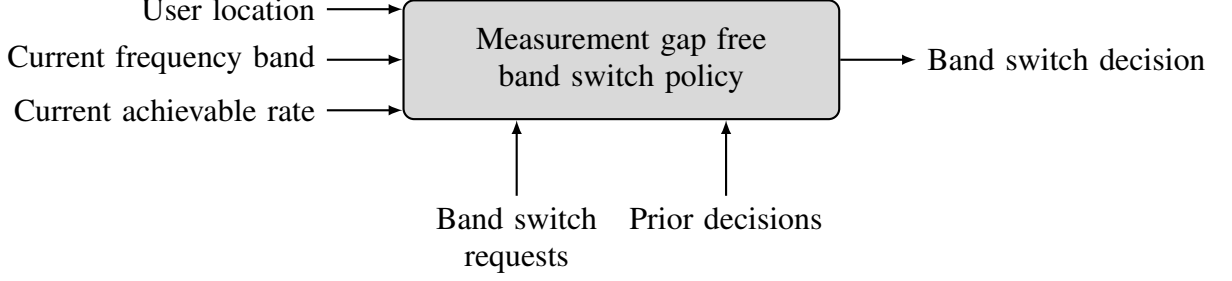 User location
Current frequency band
Current achievable rate
Measurement gap free
band switch policy
Band switch decision
Band switch
requests
Prior decisions